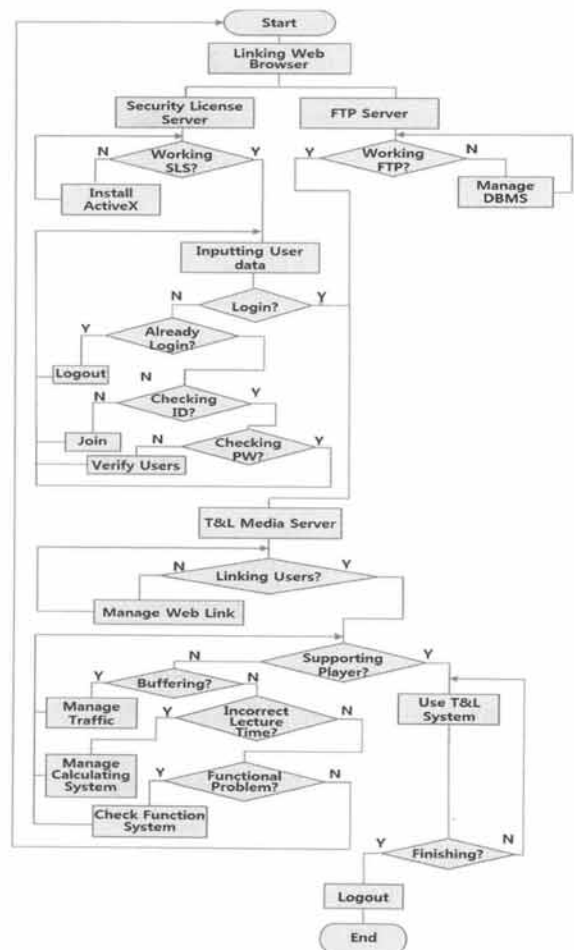 Start
Linking Web
Browser
Security License
Server
FTP Server
N
Working
SLS?
Y
Y
Working
FTP?
N
Install
ActiveX
Manage
DBMS
Inputting User
data
N
Login?
Y
Y
Already
Login?
Logout
N
N
Checking
ID?
Y
Join
N
Checking
PW?
Y
Verify Users
T&L Media Server
N
Linking Users?
Y
Manage Web Link
N
Supporting
Player?
Y
Y
Buffering?
N
Manage
Traffic
Use T&L
System
Y
Incorrect
Lecture
Time?
N
Manage
Calculating
System
Y
Functional
Problem?
N
Check Function
System
Y
Finishing?
N
Logout
End